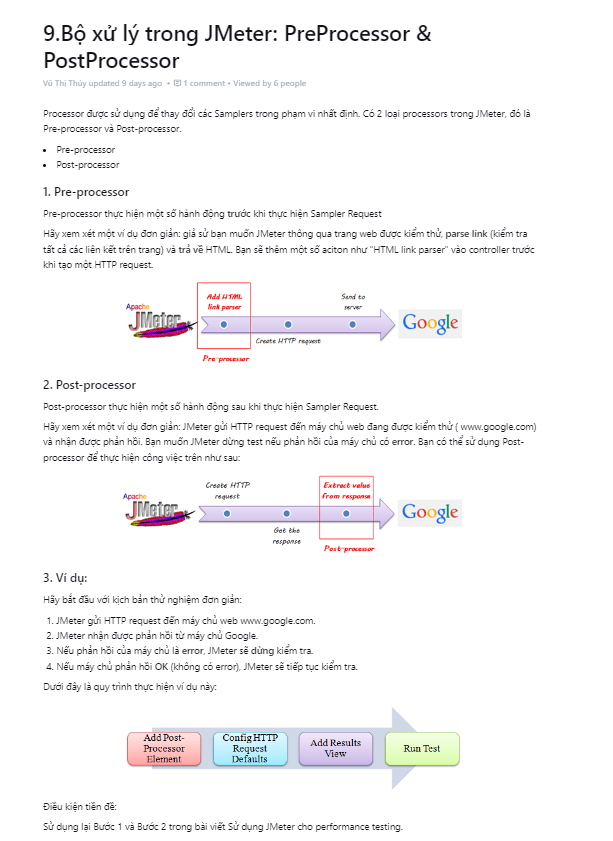 9.Bộ xử lý trong JMeter: PreProcessor &
PostProcessor
Vũ Thị Thúy updated 9 days ago • 1 comment • Viewed by 6 people
Processor được sử dụng để thay đổi các Samplers trong phạm vi nhất định. Có 2 loại processors trong JMeter, đó là
Pre-processor và Post-processor.
• Pre-processor
• Post-processor
1. Pre-processor
Pre-processor thực hiện một số hành động trước khi thực hiện Sampler Request
Hãy xem xét một ví dụ đơn giản: giả sử bạn muốn JMeter thông qua trang web được kiểm thử, parse link (kiểm tra
tất cả các liên kết trên trang) và trả về HTML. Bạn sẽ thêm một số aciton như "HTML link parser" vào controller trước
khi tạo một HTTP request.
Add HTML
link parser
Send to
server
Apache
JMeter
Google
Create HTTP request
Pre-processor
2. Post-processor
Post-processor thực hiện một số hành động sau khi thực hiện Sampler Request.
Hãy xem xét một ví dụ đơn giản: JMeter gửi HTTP request đến máy chủ web đang được kiểm thử ( www.google.com)
và nhận được phản hồi. Bạn muốn JMeter dừng test nếu phản hồi của máy chủ có error. Bạn có thể sử dụng Post-
processor để thực hiện công việc trên như sau:
Create HTTP
request
Extract value
from response
Apache
JMeter
Google
Got the
response
Post-processor
3. Ví dụ:
Hãy bắt đầu với kịch bản thử nghiệm đơn giản:
1. JMeter gửi HTTP request đến máy chủ web www.google.com.
2. JMeter nhận được phản hồi từ máy chủ Google.
3. Nếu phản hồi của máy chủ là error, JMeter sẽ dừng kiểm tra.
4. Nếu máy chủ phản hồi OK (không có error), JMeter sẽ tiếp tục kiểm tra.
Dưới đây là quy trình thực hiện ví dụ này:
Add Post-
Processor
Element
Config HTTP
Request
Defaults
Add Results
View
Run Test
Điều kiện tiền đề:
Sử dụng lại Bước 1 và Bước 2 trong bài viết Sử dụng JMeter cho performance testing.